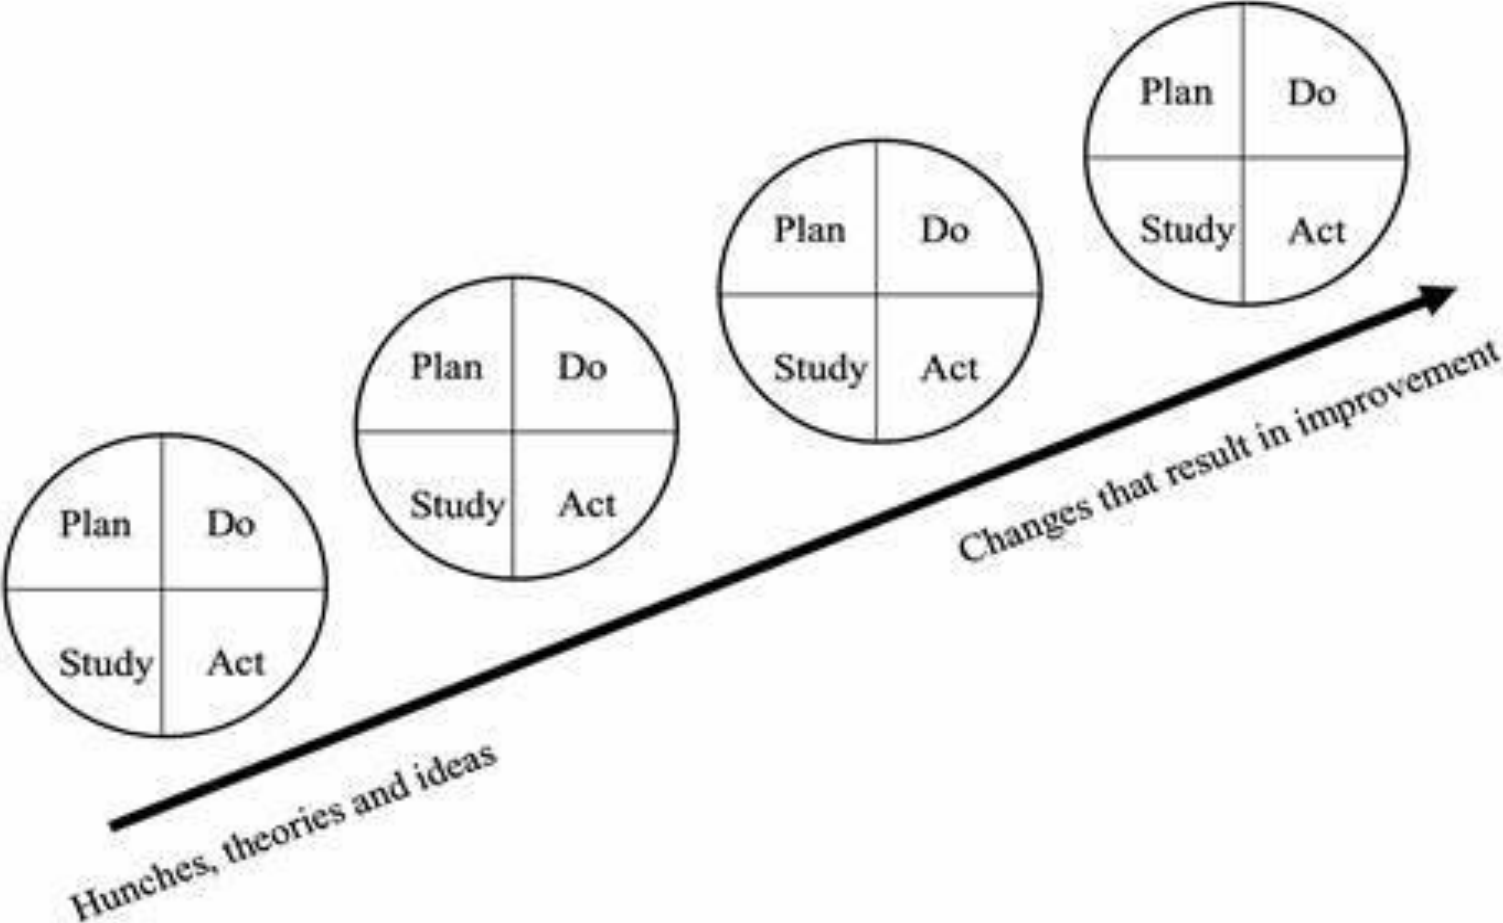 Plan Do
Study Act
Plan Do
Study Act
Plan Do
Study Act
Plan Do
Study Act
Hunches, theories and ideas
Changes that result in improvement